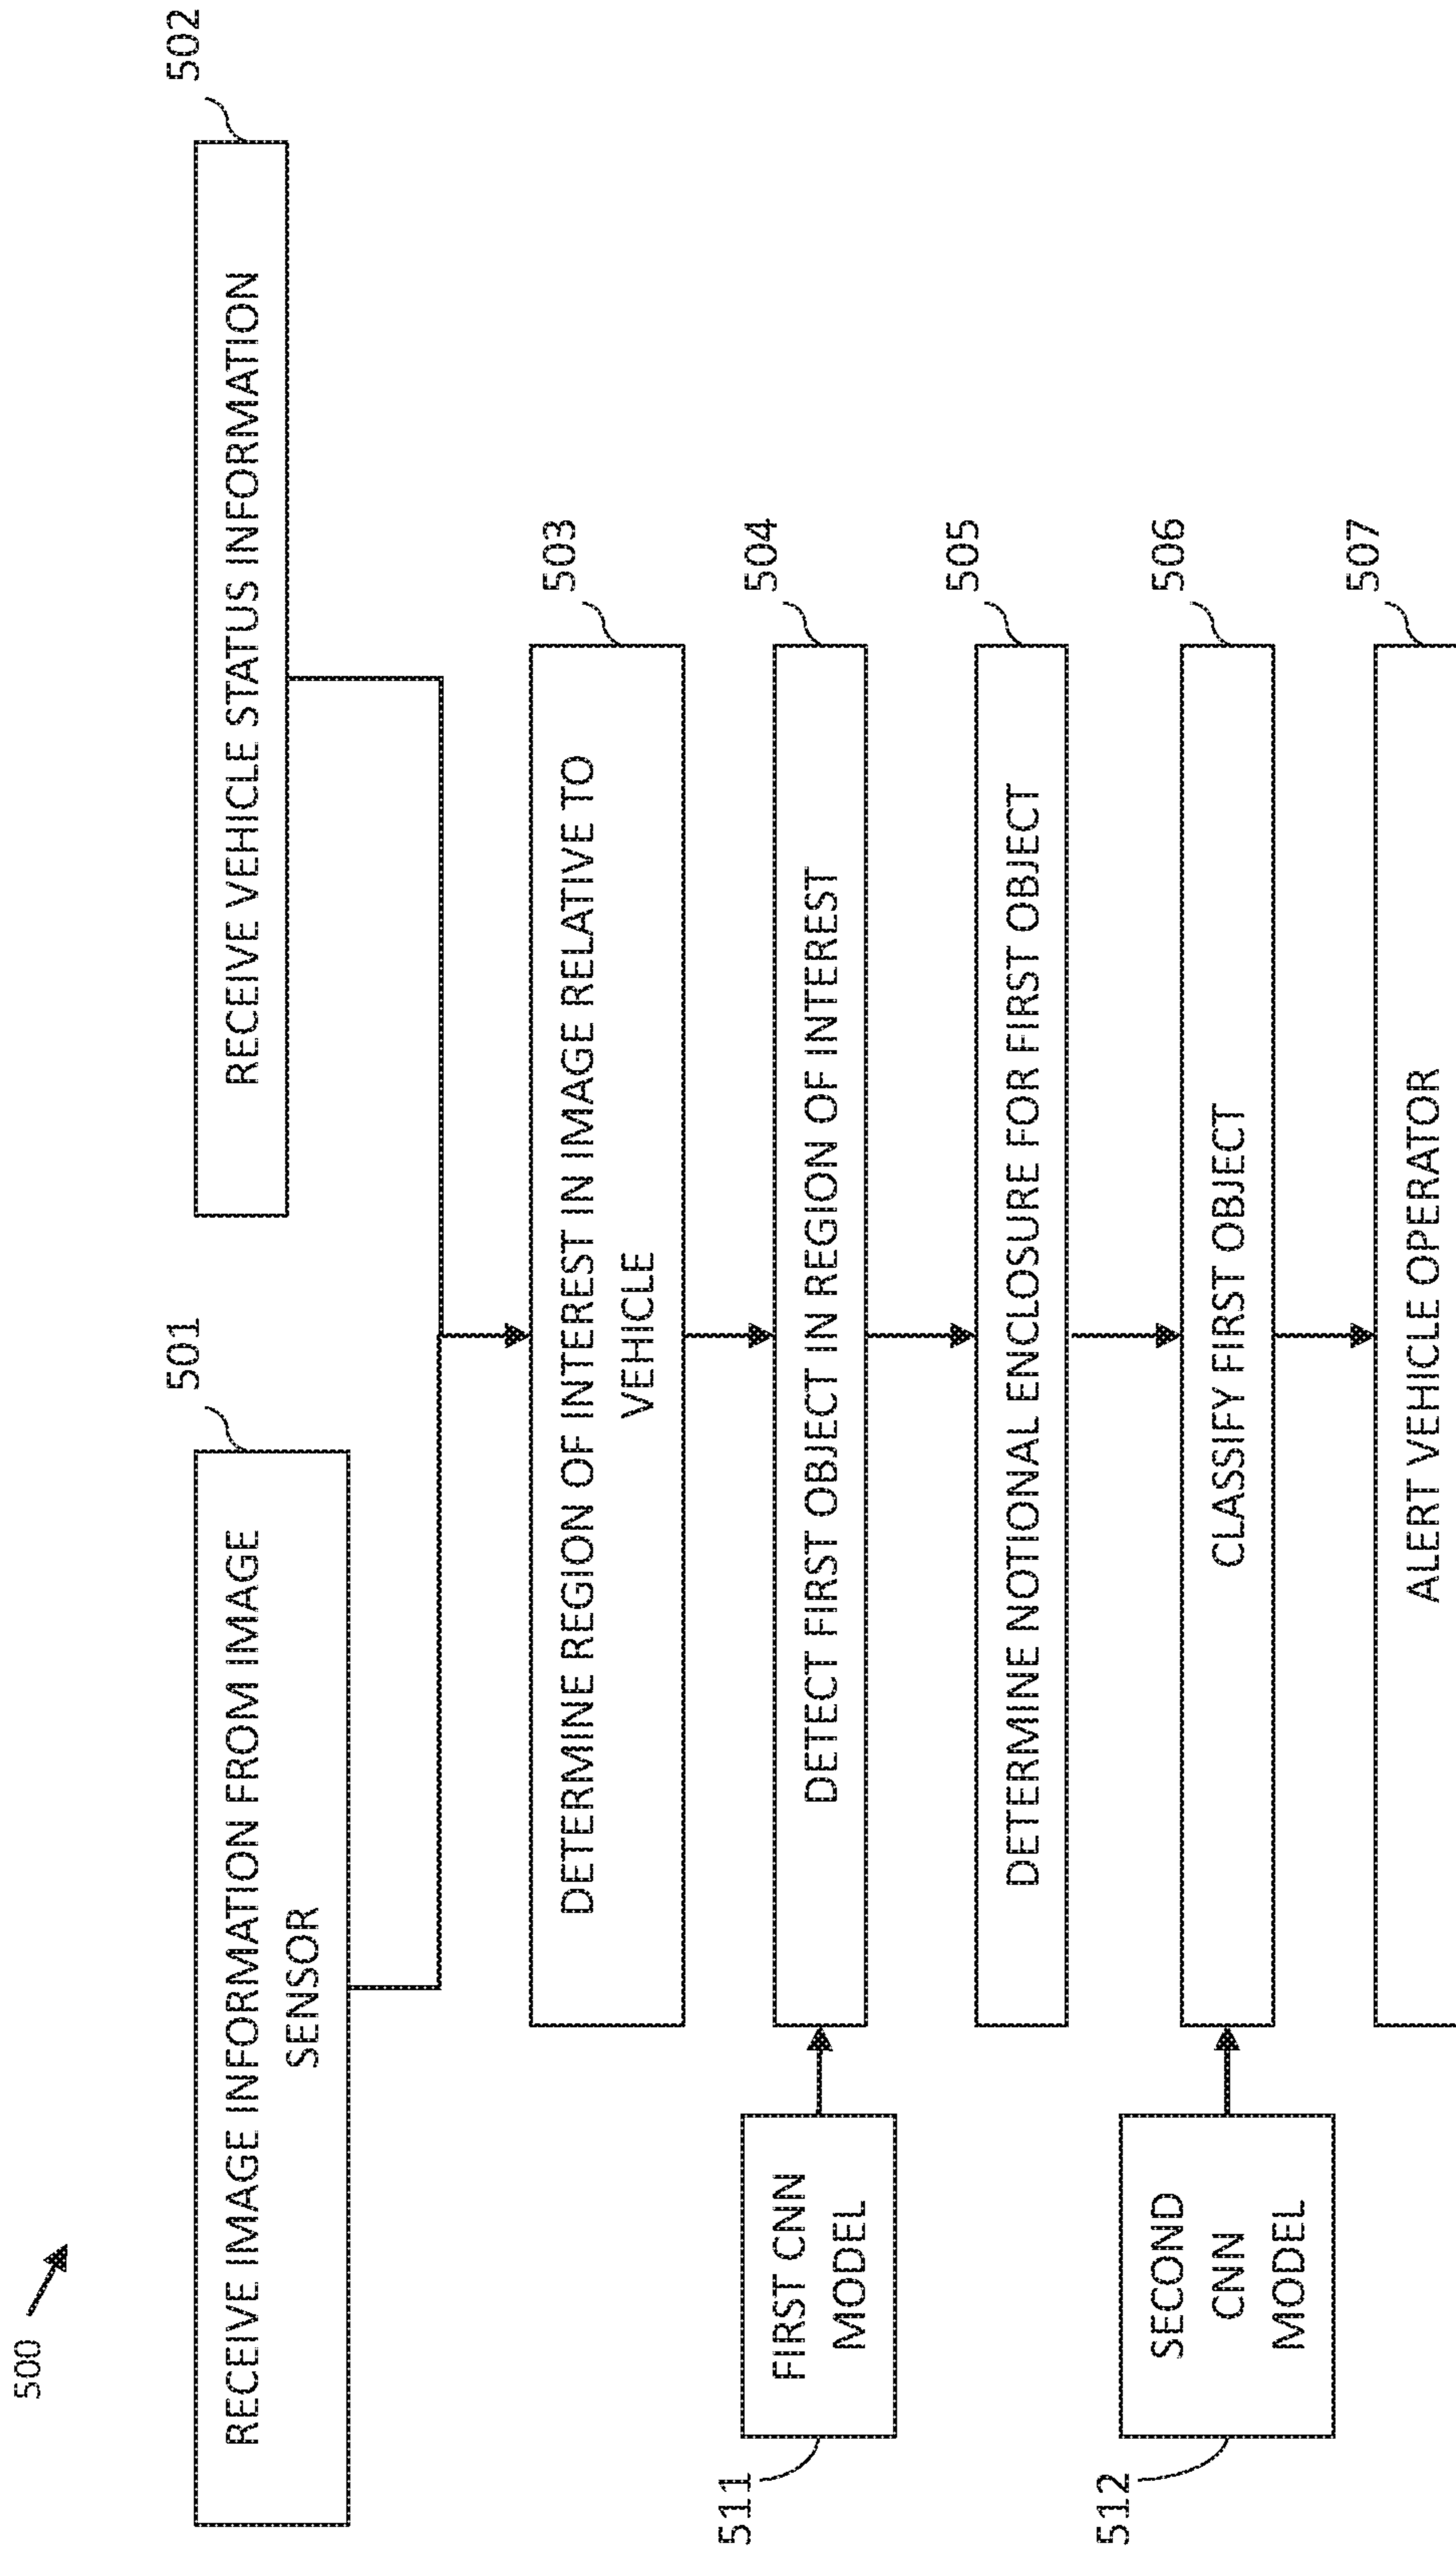 500
501
RECEIVE IMAGE INFORMATION FROM IMAGE
SENSOR
502
RECEIVE VEHICLE STATUS INFORMATION
503
DETERMINE REGION OF INTEREST IN IMAGE RELATIVE TO
VEHICLE
511
FIRST CNN
MODEL
504
DETECT FIRST OBJECT IN REGION OF INTEREST
505
DETERMINE NOTIONAL ENCLOSURE FOR FIRST OBJECT
512
SECOND
CNN
MODEL
506
CLASSIFY FIRST OBJECT
507
ALERT VEHICLE OPERATOR